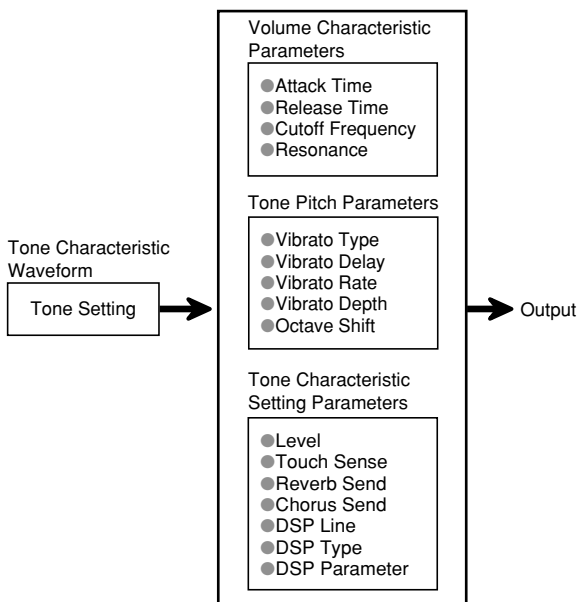 Tone Characteristic
Waveform
Tone Setting
Volume Characteristic
Parameters
●Attack Time
●Release Time
●Cutoff Frequency
●Resonance
Tone Pitch Parameters
●Vibrato Type
●Vibrato Delay
●Vibrato Rate
●Vibrato Depth
●Octave Shift
Tone Characteristic
Setting Parameters
●Level
●Touch Sense
●Reverb Send
●Chorus Send
●DSP Line
●DSP Type
●DSP Parameter
Output